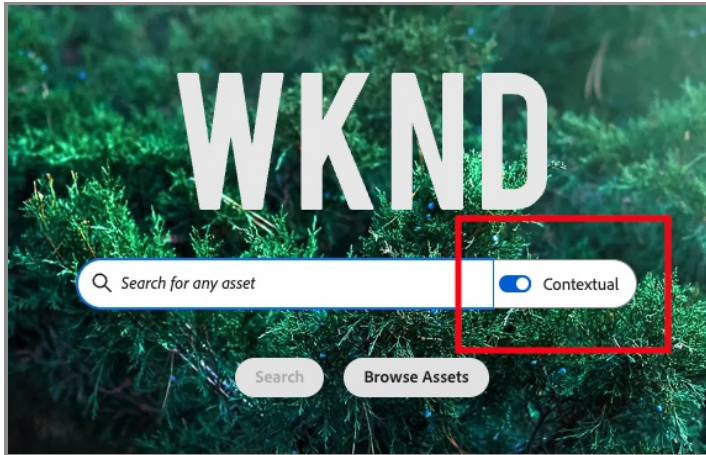 WKND
Search for any asset
Contextual
Search
Browse Assets